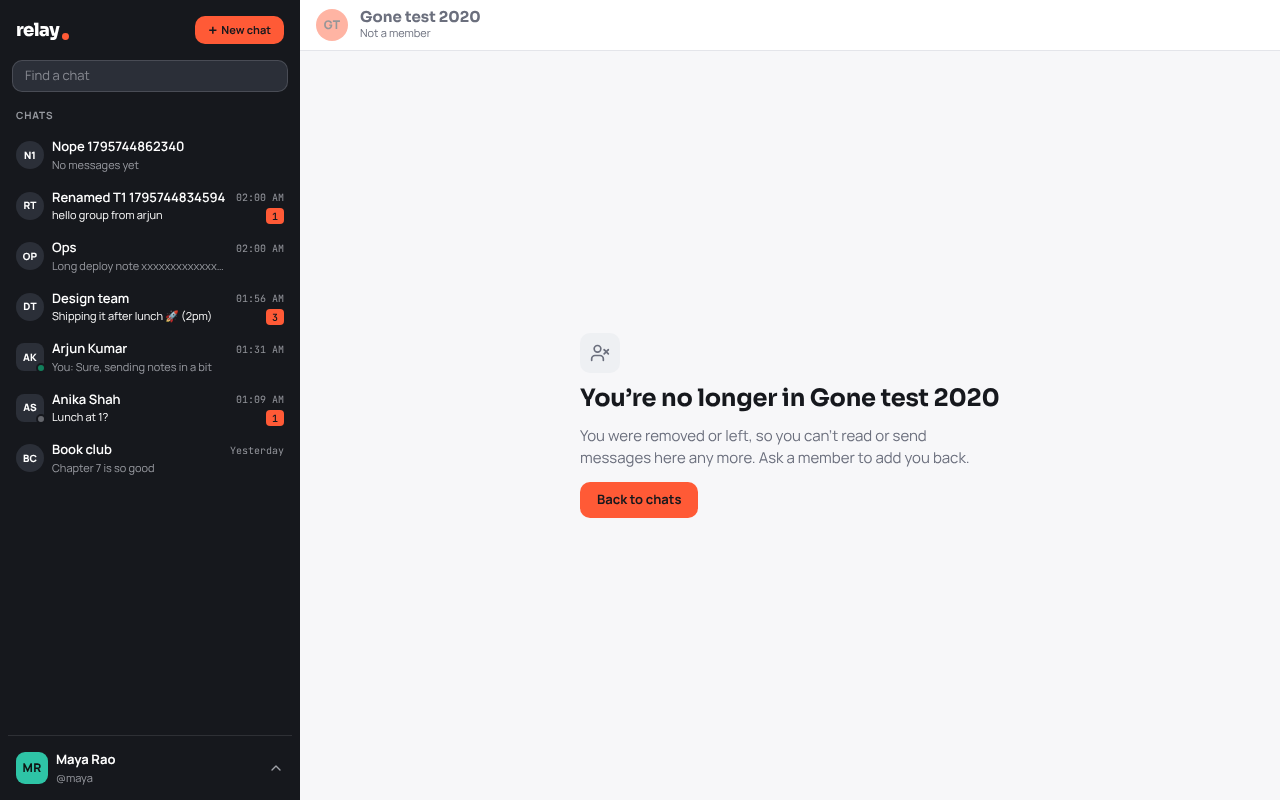 relay
+ New chat
Find a chat
CHATS
N1
Nope 1795744862340
No messages yet
RT
Renamed T1 1795744834594
02:00 AM
hello group from arjun
1
OP
Ops
02:00 AM
Long deploy note xxxxxxxxxxxxx…
DT
Design team
01:56 AM
Shipping it after lunch 🚀 (2pm)
3
AK
Arjun Kumar
01:31 AM
You: Sure, sending notes in a bit
AS
Anika Shah
01:09 AM
Lunch at 1?
1
BC
Book club
Yesterday
Chapter 7 is so good
MR
Maya Rao
@maya
GT
Gone test 2020
Not a member
You’re no longer in Gone test 2020
You were removed or left, so you can’t read or send
messages here any more. Ask a member to add you back.
Back to chats